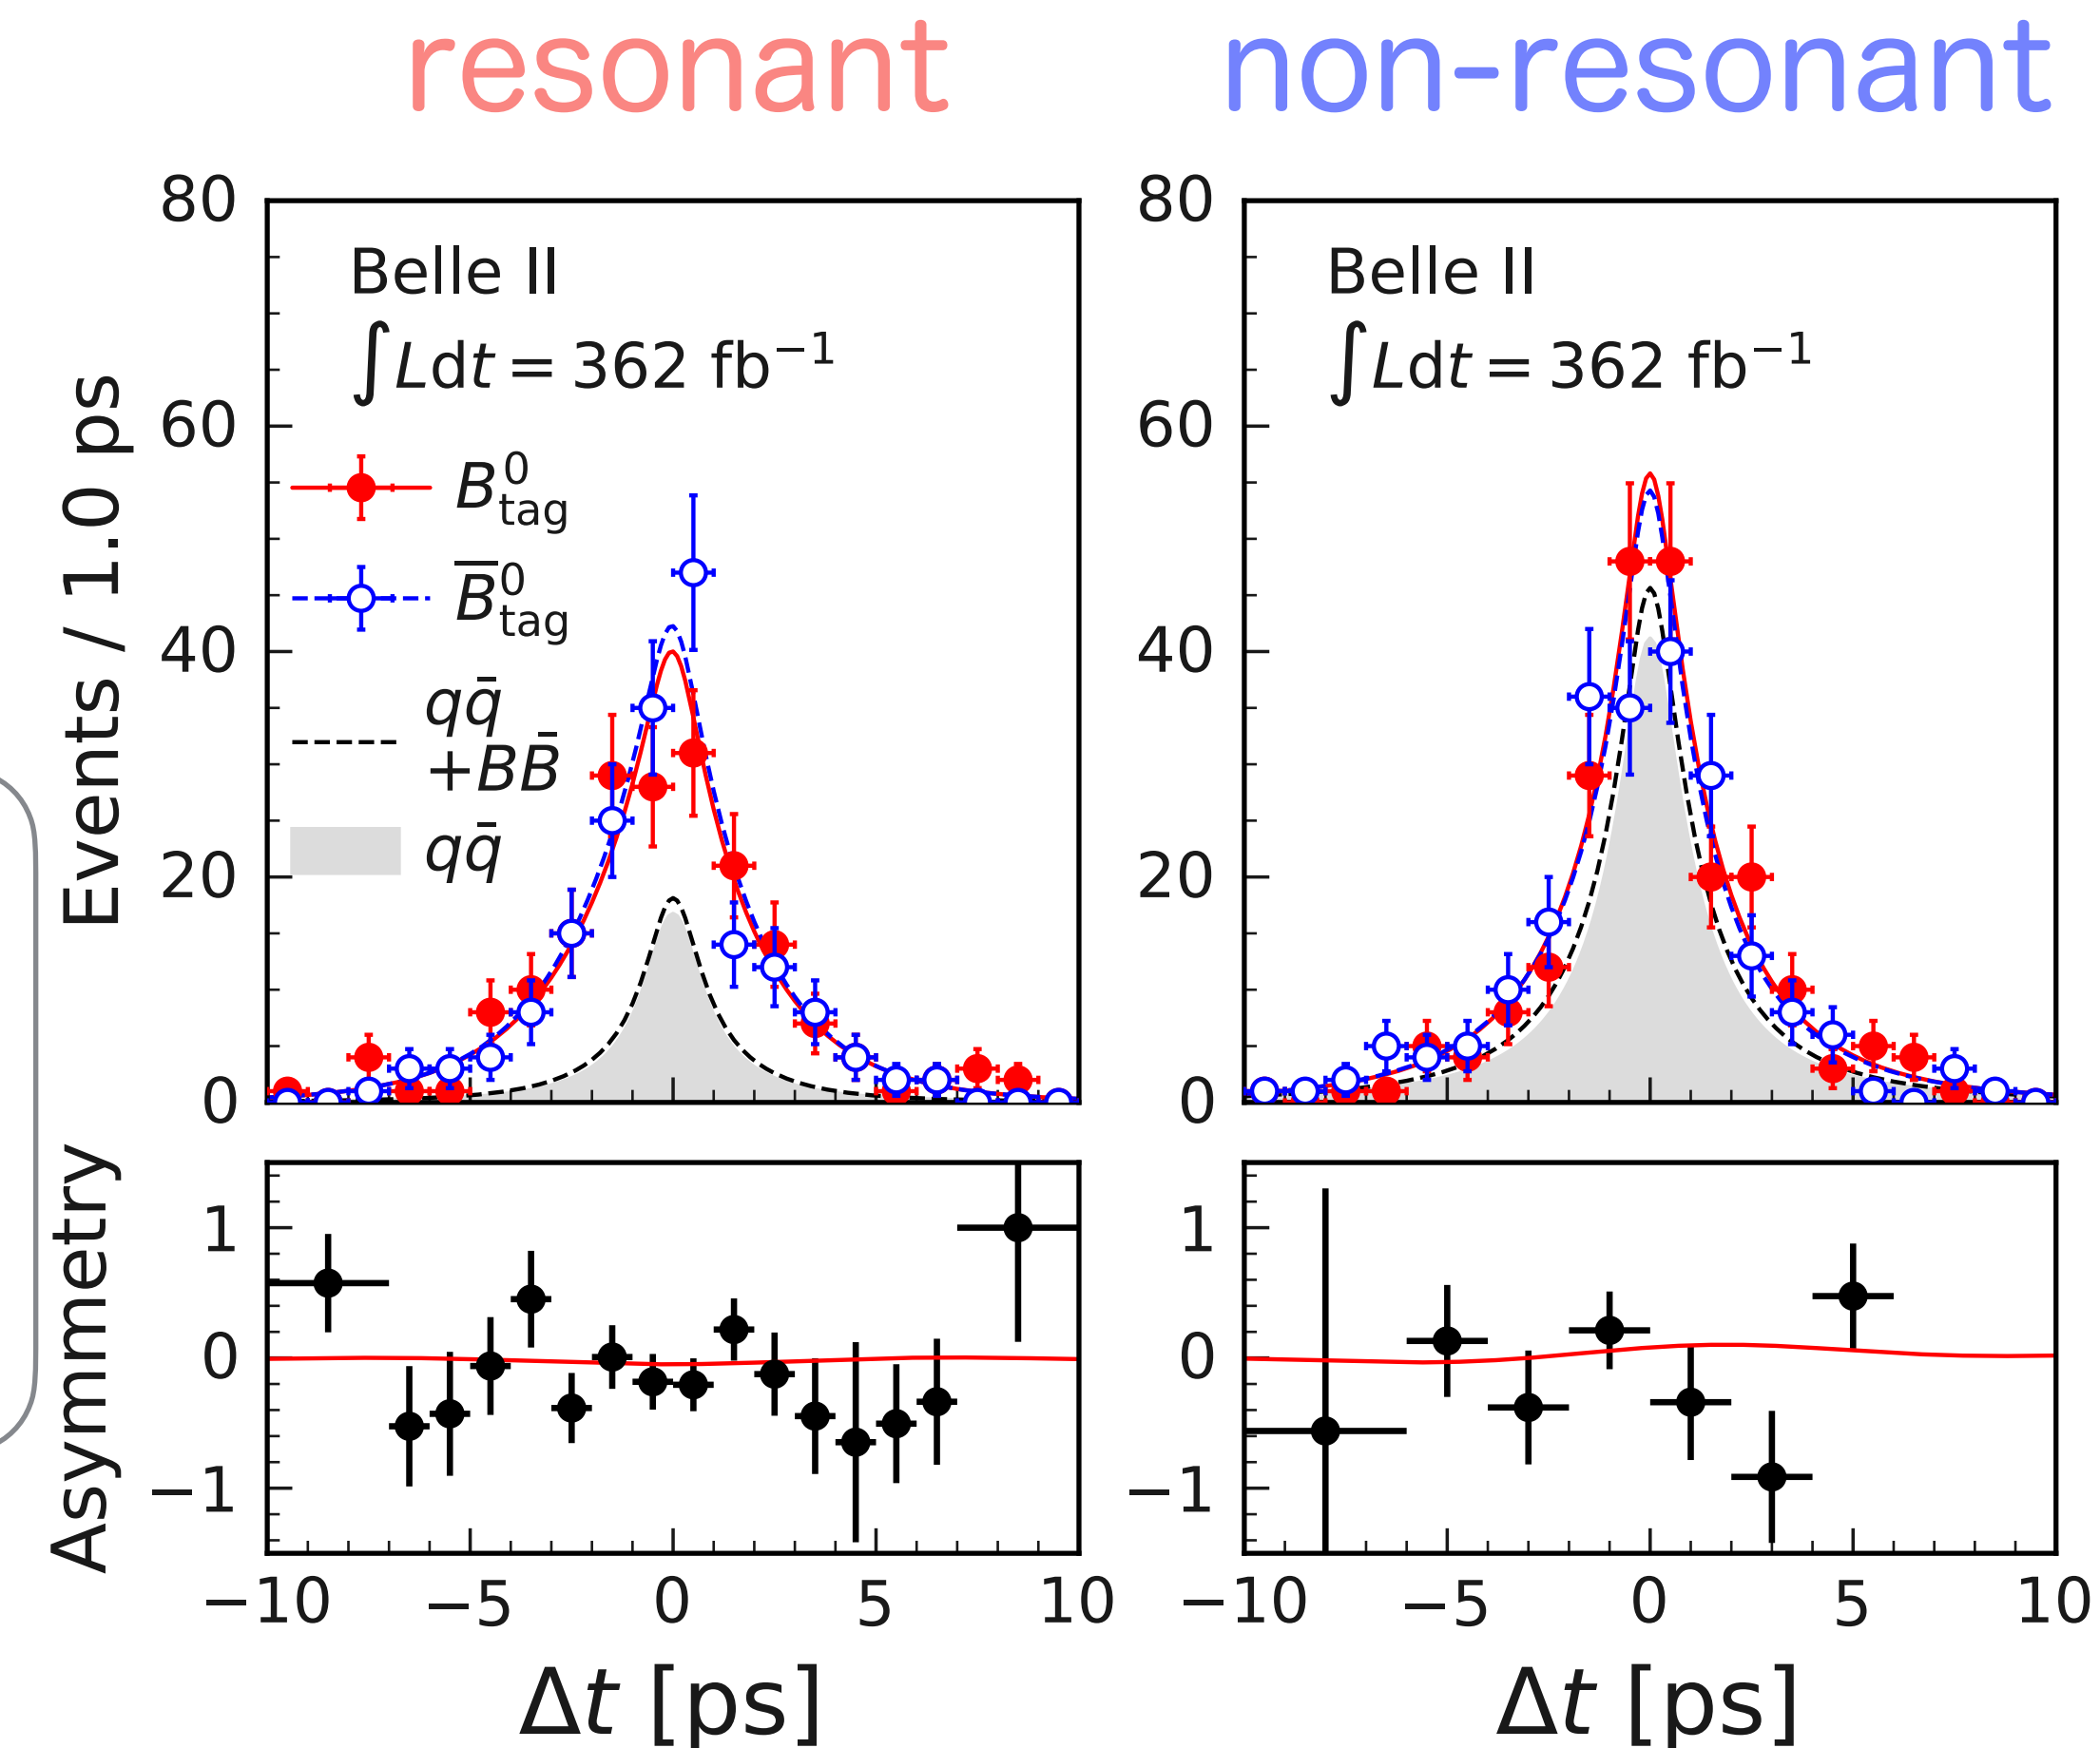 resonant
non-resonant
80
60
40
20
0
Events / 1.0 ps
Belle II
∫Ldt = 362 fb⁻¹
B⁰tag
B̅⁰tag
qq̄
+BB̄
qq̄
1
0
−1
Asymmetry
−10 −5 0 5 10
Δt [ps]
80
60
40
20
0
Belle II
∫Ldt = 362 fb⁻¹
1
0
−1
−10 −5 0 5 10
Δt [ps]